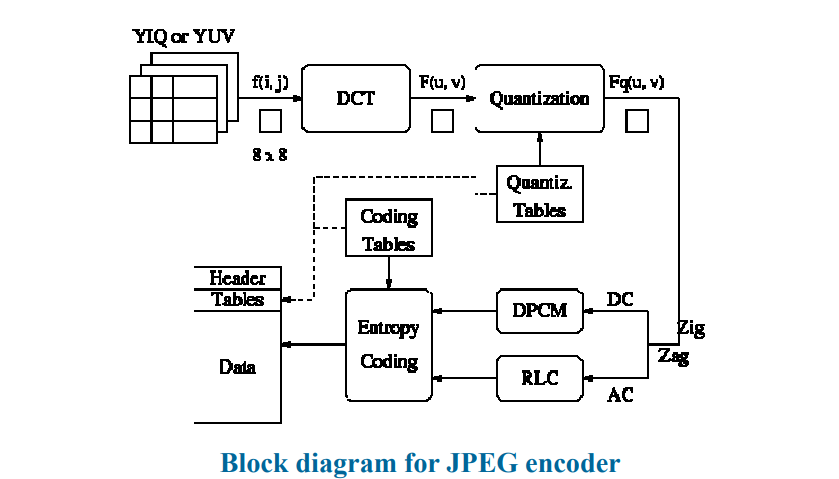 YIQ or YUV
f(i, j)
DCT
F(u, v)
Quantization
Fq(u, v)
8 x 8
Quantiz.
Tables
Coding
Tables
Header
Tables
Data
Entropy
Coding
DPCM
DC
Zig
Zag
RLC
AC
Block diagram for JPEG encoder